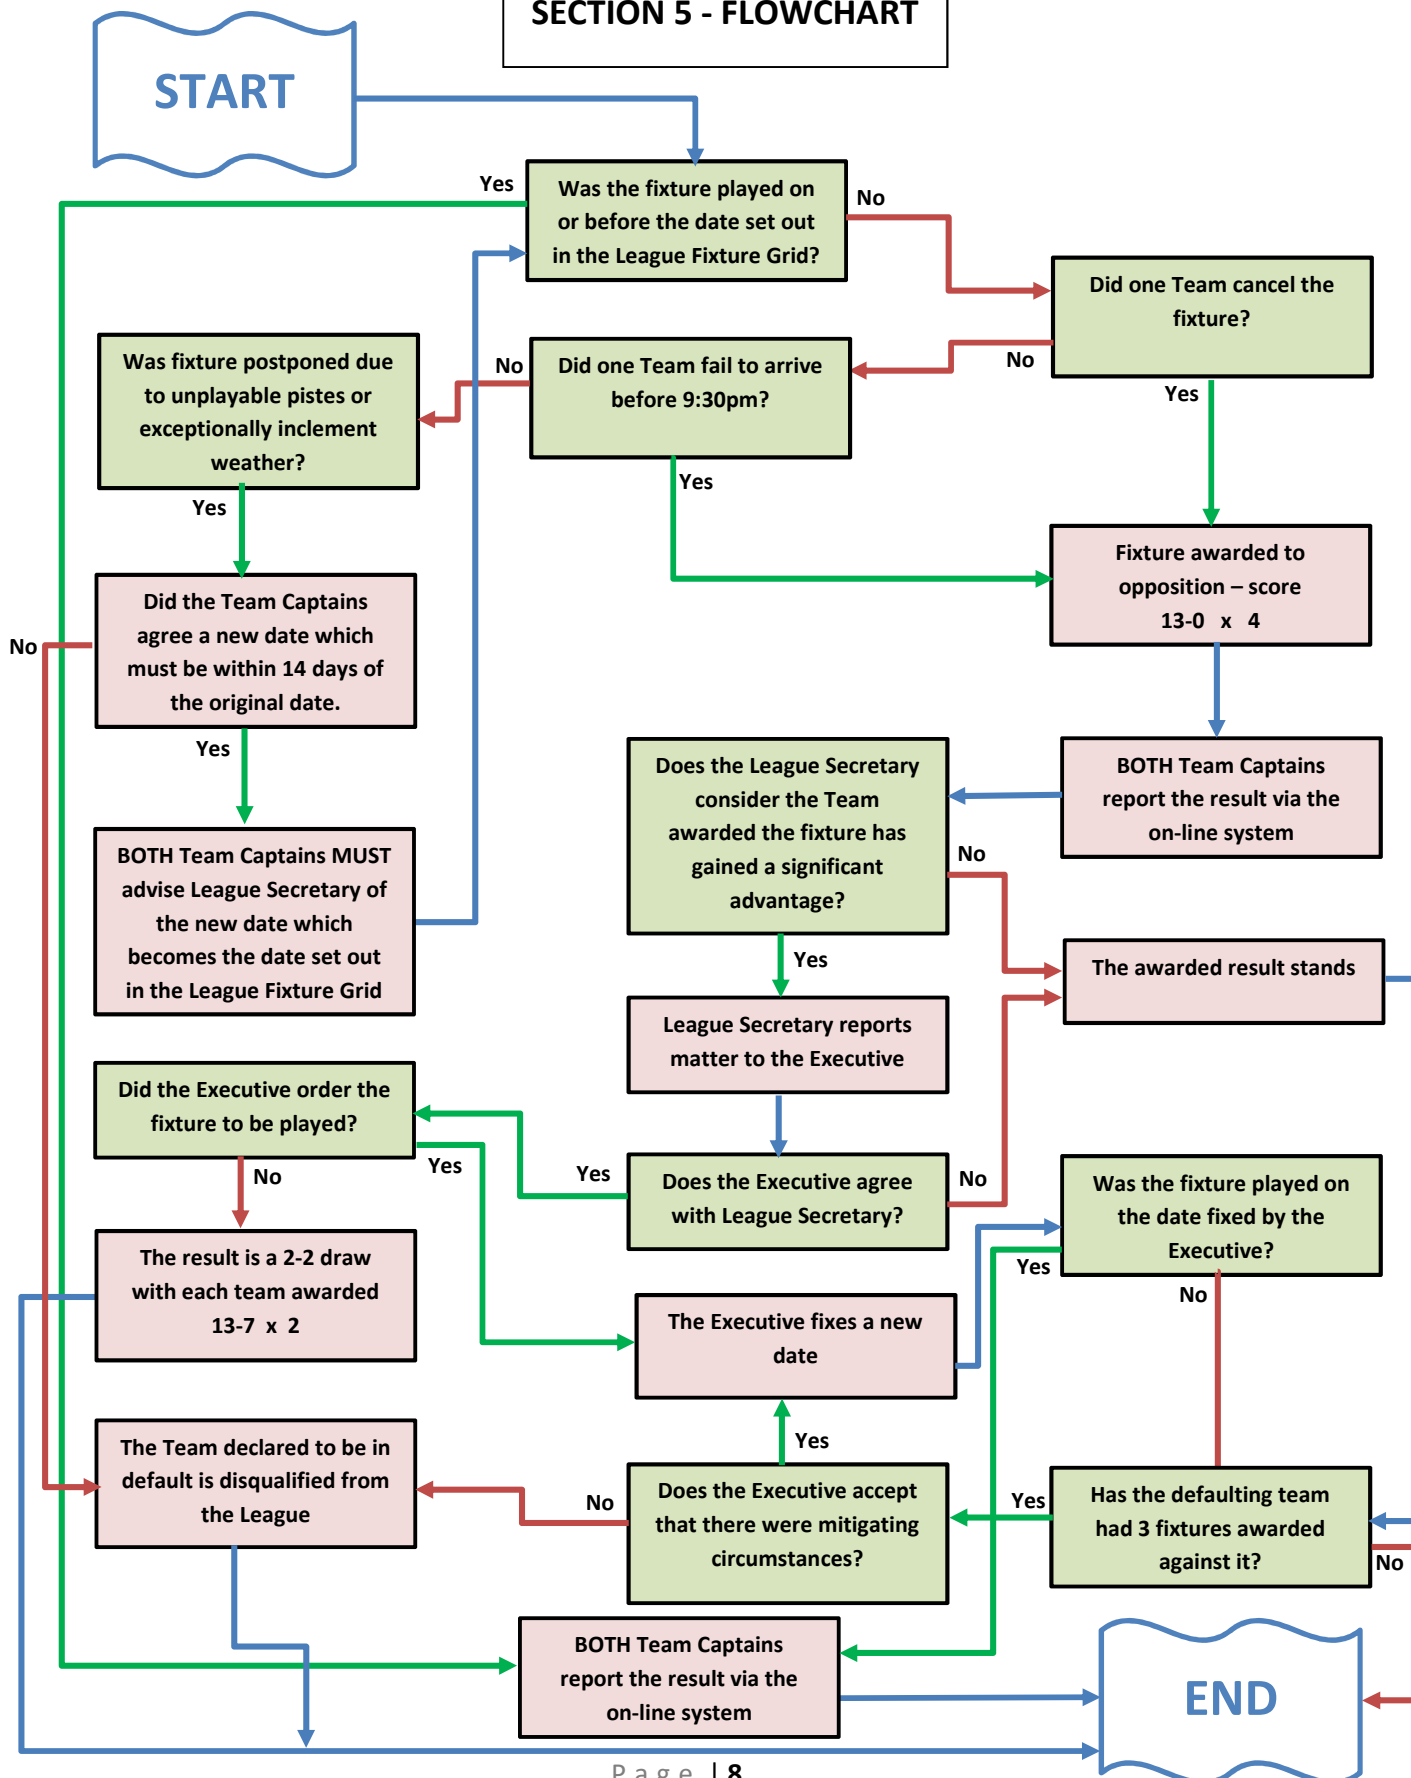 SECTION 5 - FLOWCHART
START
Yes
Was the fixture played on
or before the date set out
in the League Fixture Grid?
No
Did one Team cancel the
fixture?
No
Yes
Did one Team fail to arrive
before 9:30pm?
No
Yes
Was fixture postponed due
to unplayable pistes or
exceptionally inclement
weather?
Yes
Fixture awarded to
opposition – score
13-0 x 4
Did the Team Captains
agree a new date which
must be within 14 days of
the original date.
No
Yes
BOTH Team Captains
report the result via the
on-line system
Does the League Secretary
consider the Team
awarded the fixture has
gained a significant
advantage?
No
Yes
BOTH Team Captains MUST
advise League Secretary of
the new date which
becomes the date set out
in the League Fixture Grid
The awarded result stands
League Secretary reports
matter to the Executive
Did the Executive order the
fixture to be played?
Yes
No
Does the Executive agree
with League Secretary?
Yes
No
Was the fixture played on
the date fixed by the
Executive?
Yes
No
The result is a 2-2 draw
with each team awarded
13-7 x 2
The Executive fixes a new
date
Yes
The Team declared to be in
default is disqualified from
the League
No
Does the Executive accept
that there were mitigating
circumstances?
Yes
Has the defaulting team
had 3 fixtures awarded
against it?
No
BOTH Team Captains
report the result via the
on-line system
END
Page | 8